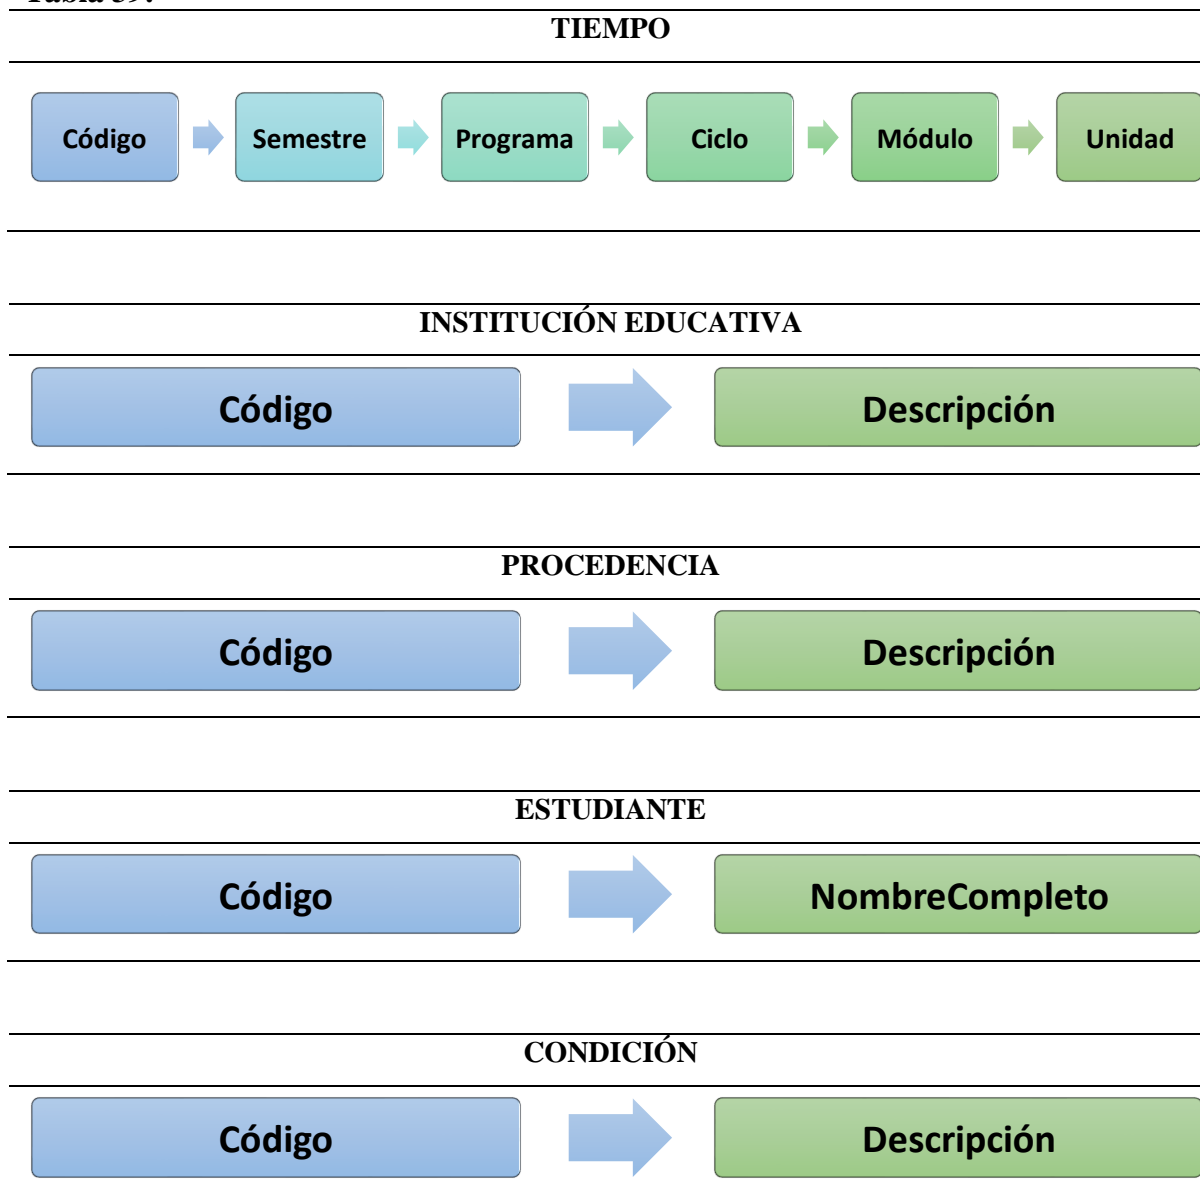 TIEMPO
Código Semestre Programa Ciclo Módulo Unidad
INSTITUCIÓN EDUCATIVA
Código Descripción
PROCEDENCIA
Código Descripción
ESTUDIANTE
Código NombreCompleto
CONDICIÓN
Código Descripción